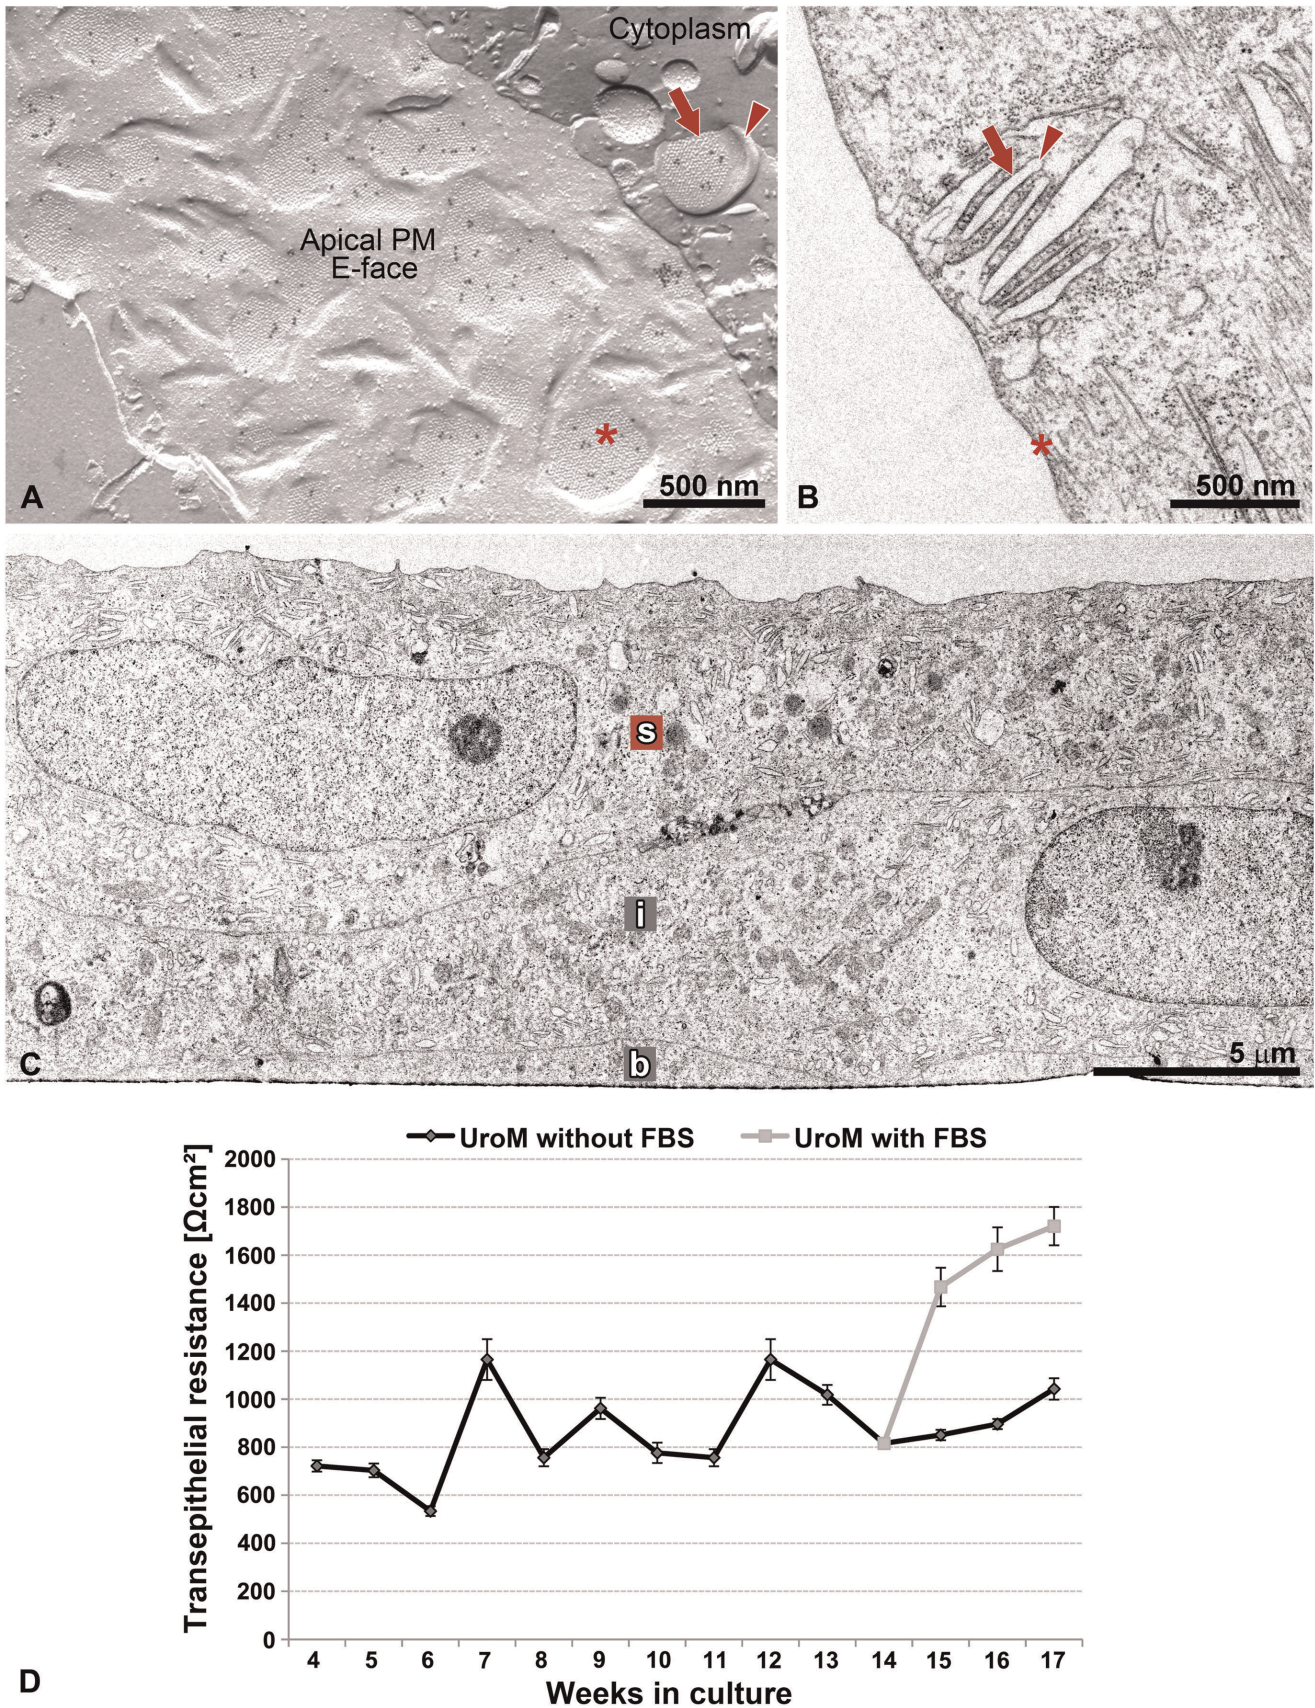 Cytoplasm
Apical PM
E-face
*
A
500 nm
*
B
500 nm
s
i
b
C
5 μm
UroM without FBS
UroM with FBS
Transepithelial resistance [Ωcm²]
2000
1800
1600
1400
1200
1000
800
600
400
200
0
4 5 6 7 8 9 10 11 12 13 14 15 16 17
Weeks in culture
D